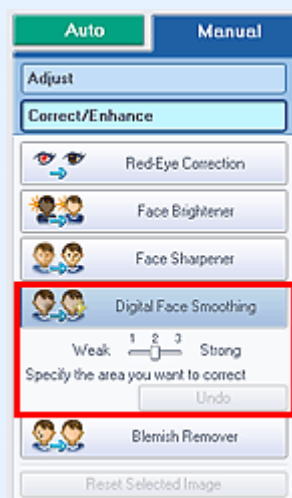 Auto Manual
Adjust
Correct/Enhance
Red-Eye Correction
Face Brightener
Face Sharpener
Digital Face Smoothing
1 2 3
Weak Strong
Specify the area you want to correct
Undo
Blemish Remover
Reset Selected Image